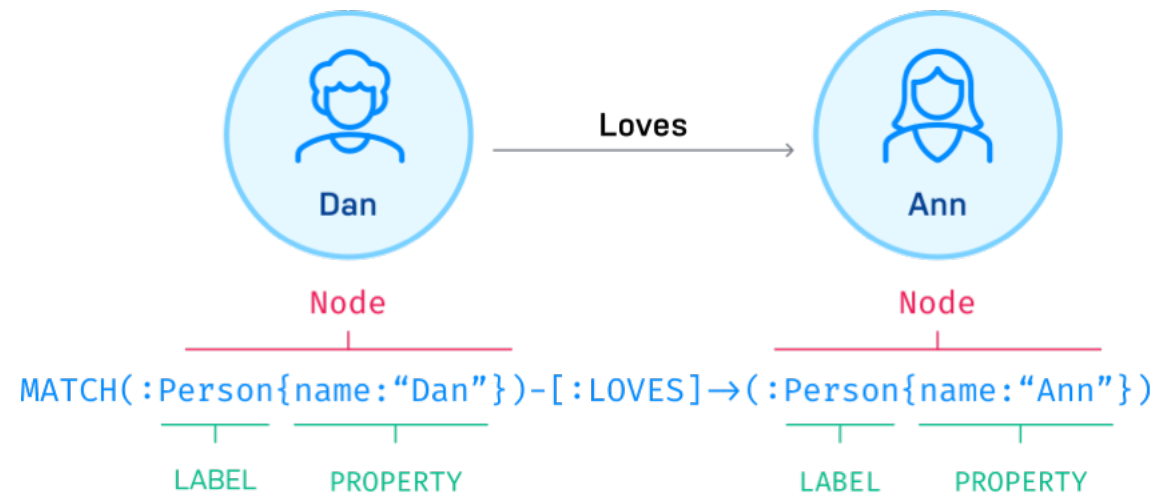 Loves
Dan Ann
Node Node
MATCH(:Person{name:“Dan”})-[:LOVES]→(:Person{name:“Ann”})
LABEL PROPERTY LABEL PROPERTY